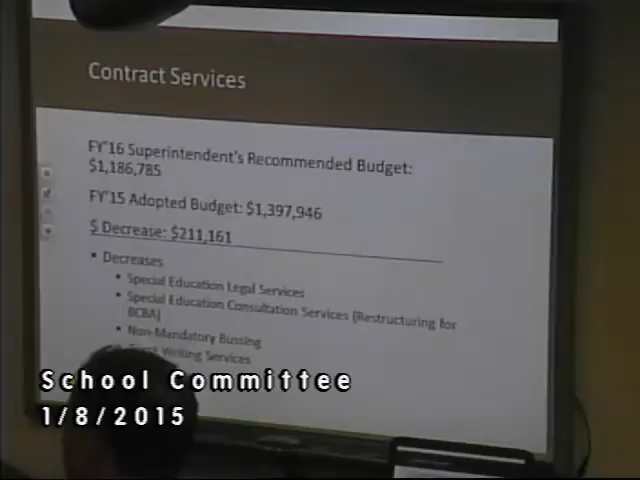 Contract Services
FY'16 Superintendent's Recommended Budget:
$1,186,785
FY'15 Adopted Budget: $1,397,946
$ Decrease: $211,161
• Decreases
• Special Education Legal Services
• Special Education Consultation Services (Restructuring for
BCBA)
• Non-Mandatory Bussing
Writing Services
School Committee
1/8/2015